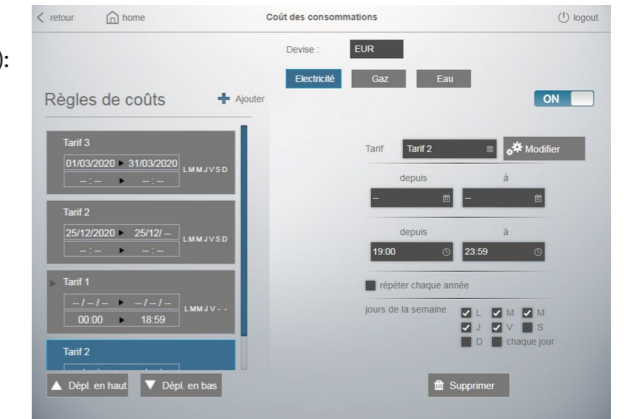 retour home Coût des consommations logout
):
Devise : EUR
Electricité Gaz Eau
Règles de coûts Ajouter
ON
Tarif 3
01/03/2020 31/03/2020
LMMJVSD
-- : -- -- : --
Tarif 2
25/12/2020 25/12/ --
LMMJVSD
-- : -- -- : --
Tarif 1
-- / -- / -- -- / -- / --
LMMJV--
00:00 18:59
Tarif 2
Dépl. en haut Dépl. en bas
Tarif Tarif 2 Modifier
depuis à
-- --
depuis à
19:00 23:59
répéter chaque année
jours de la semaine L M M
J V S
D chaque jour
Supprimer